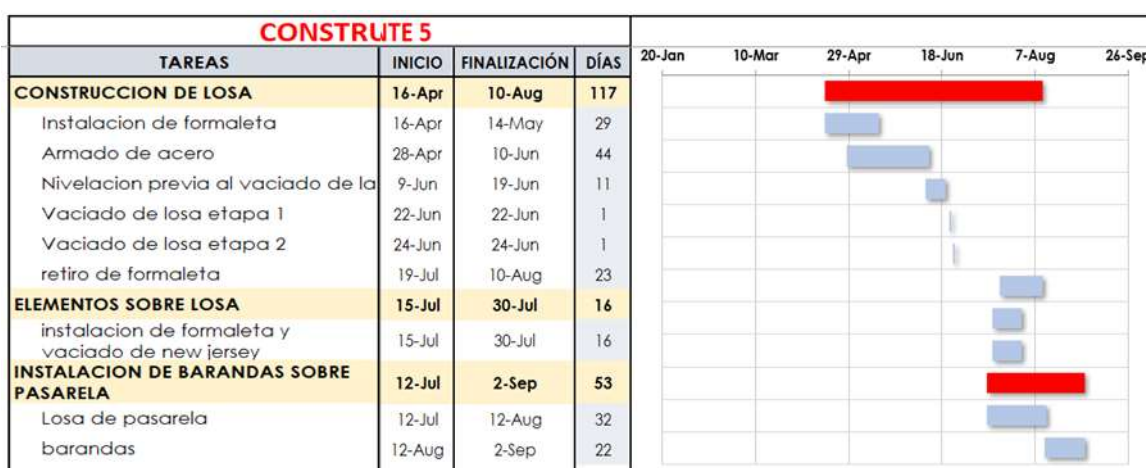 CONSTRUTE 5
TAREAS INICIO FINALIZACIÓN DÍAS 20-Jan 10-Mar 29-Apr 18-Jun 7-Aug 26-Sep
CONSTRUCCION DE LOSA 16-Apr 10-Aug 117
Instalacion de formaleta 16-Apr 14-May 29
Armado de acero 28-Apr 10-Jun 44
Nivelacion previa al vaciado de la 9-Jun 19-Jun 11
Vaciado de losa etapa 1 22-Jun 22-Jun 1
Vaciado de losa etapa 2 24-Jun 24-Jun 1
retiro de formaleta 19-Jul 10-Aug 23
ELEMENTOS SOBRE LOSA 15-Jul 30-Jul 16
instalacion de formaleta y
vaciado de new jersey 15-Jul 30-Jul 16
INSTALACION DE BARANDAS SOBRE
PASARELA 12-Jul 2-Sep 53
Losa de pasarela 12-Jul 12-Aug 32
barandas 12-Aug 2-Sep 22